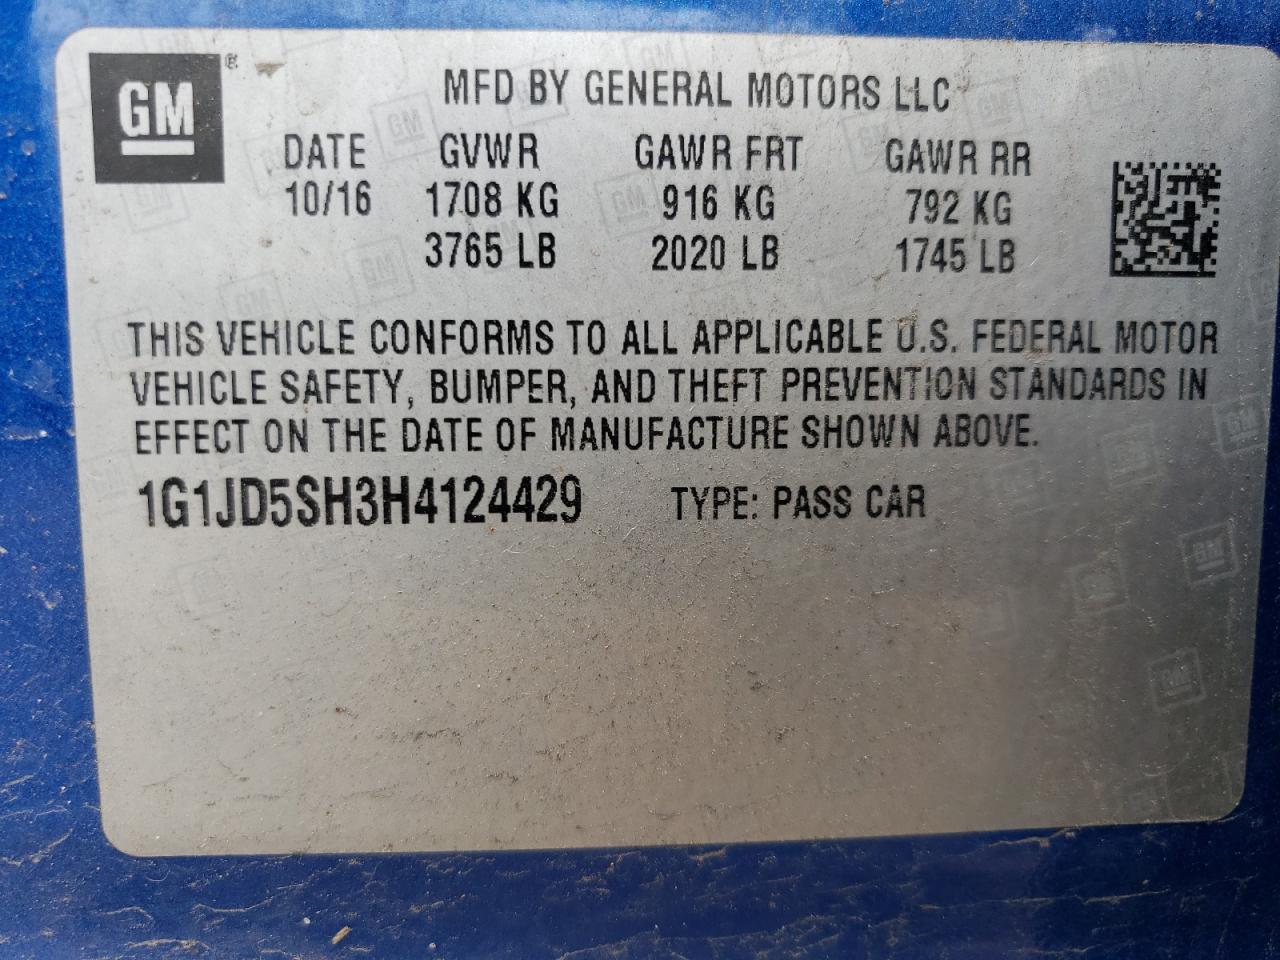 GM ®
MFD BY GENERAL MOTORS LLC
DATE GVWR GAWR FRT GAWR RR
10/16 1708 KG 916 KG 792 KG
3765 LB 2020 LB 1745 LB
THIS VEHICLE CONFORMS TO ALL APPLICABLE U.S. FEDERAL MOTOR
VEHICLE SAFETY, BUMPER, AND THEFT PREVENTION STANDARDS IN
EFFECT ON THE DATE OF MANUFACTURE SHOWN ABOVE.
1G1JD5SH3H4124429 TYPE: PASS CAR